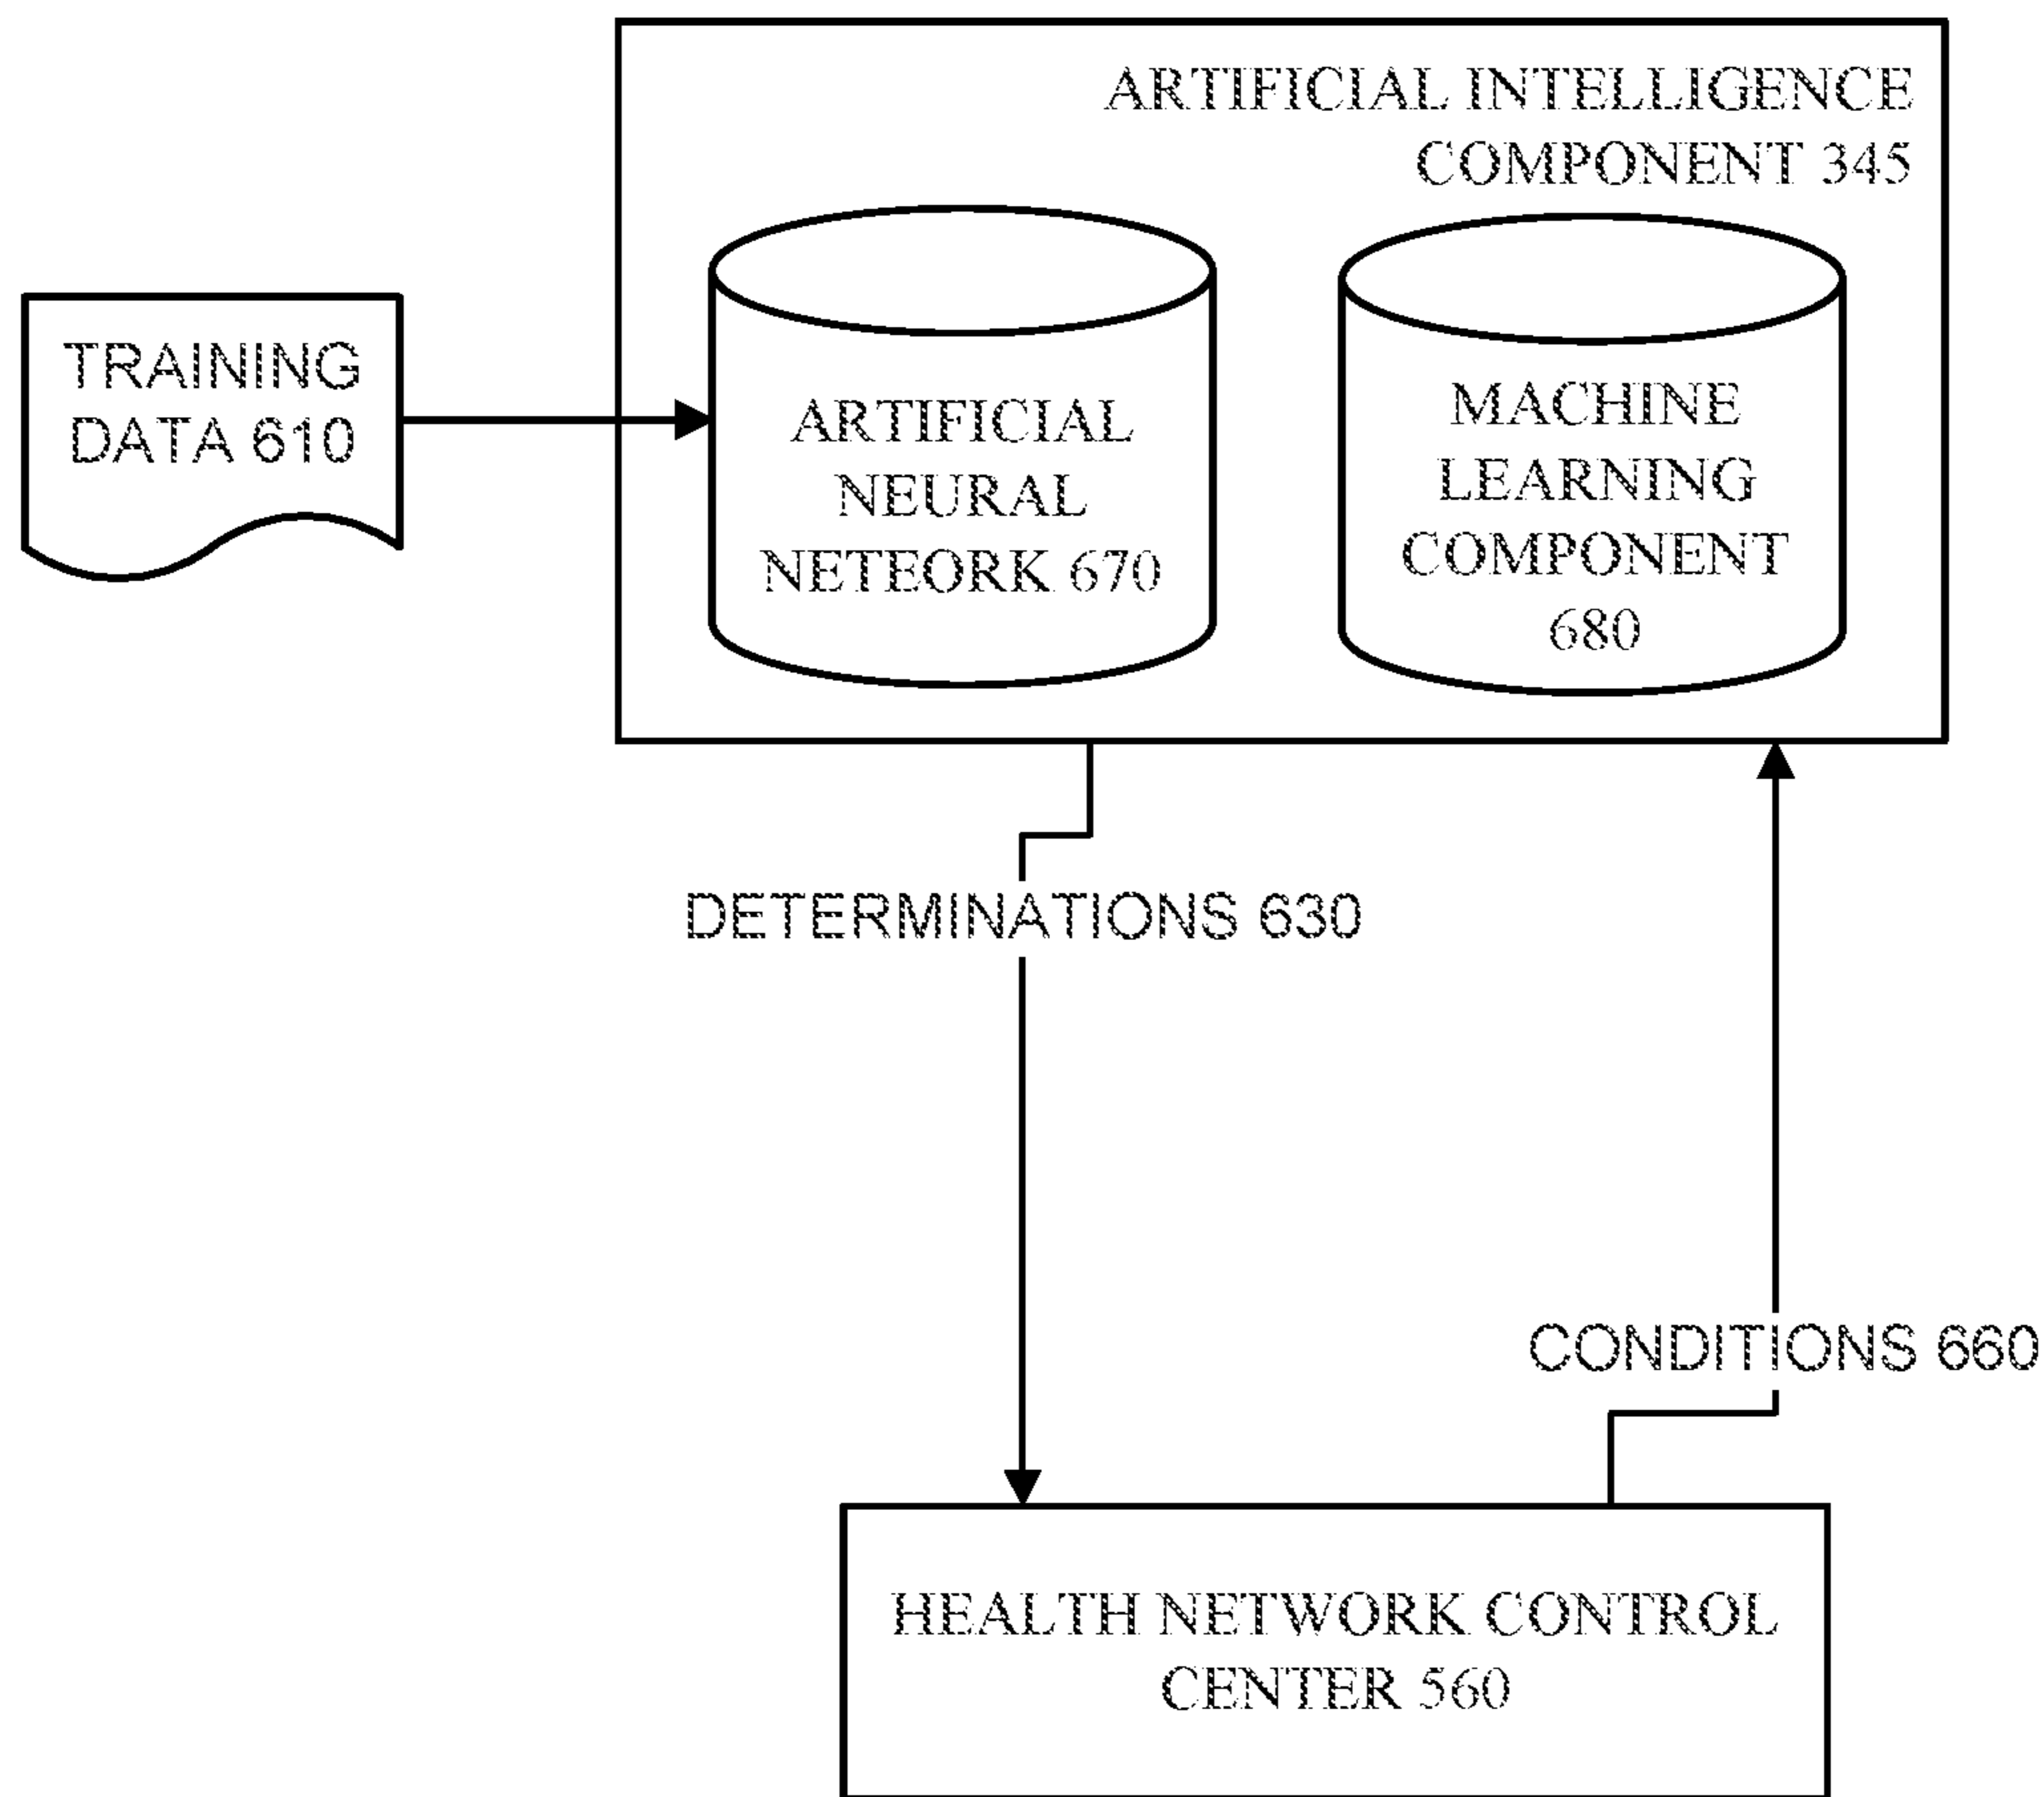 ARTIFICIAL INTELLIGENCE
COMPONENT 345
TRAINING
DATA 610
ARTIFICIAL
NEURAL
NETEORK 670
MACHINE
LEARNING
COMPONENT
680
DETERMINATIONS 630
CONDITIONS 660
HEALTH NETWORK CONTROL
CENTER 560